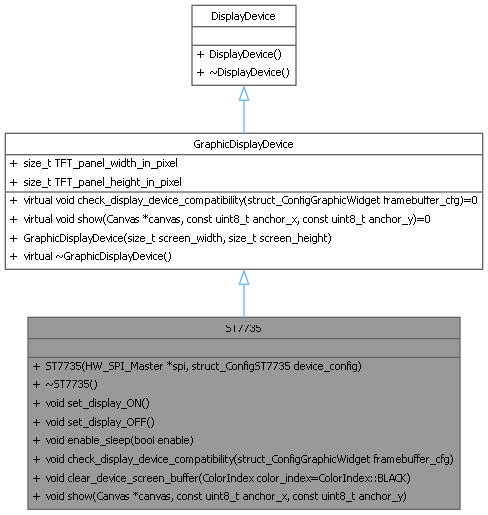 DisplayDevice
+ DisplayDevice()
+ ~DisplayDevice()
GraphicDisplayDevice
+ size_t TFT_panel_width_in_pixel
+ size_t TFT_panel_height_in_pixel
+ virtual void check_display_device_compatibility(struct_ConfigGraphicWidget framebuffer_cfg)=0
+ virtual void show(Canvas *canvas, const uint8_t anchor_x, const uint8_t anchor_y)=0
+ GraphicDisplayDevice(size_t screen_width, size_t screen_height)
+ virtual ~GraphicDisplayDevice()
ST7735
+ ST7735(HW_SPI_Master *spi, struct_ConfigST7735 device_config)
+ ~ST7735()
+ void set_display_ON()
+ void set_display_OFF()
+ void enable_sleep(bool enable)
+ void check_display_device_compatibility(struct_ConfigGraphicWidget framebuffer_cfg)
+ void clear_device_screen_buffer(ColorIndex color_index=ColorIndex::BLACK)
+ void show(Canvas *canvas, const uint8_t anchor_x, const uint8_t anchor_y)